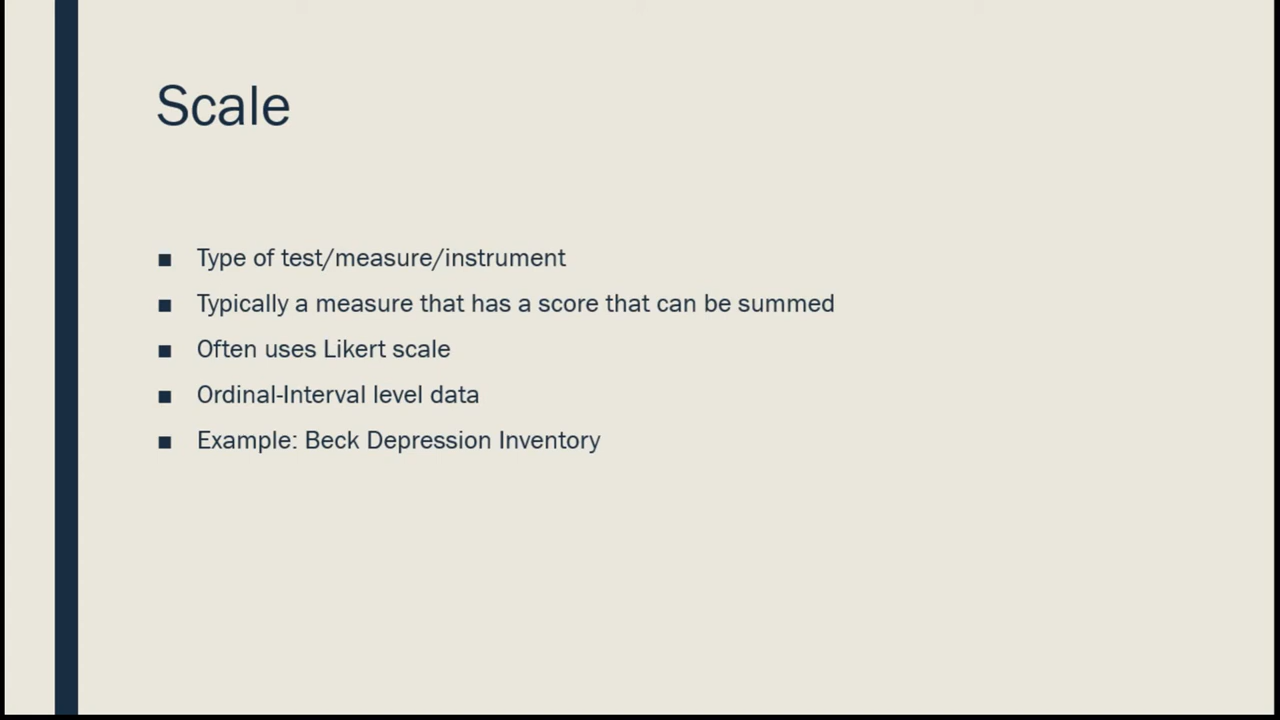 Scale
■ Type of test/measure/instrument
■ Typically a measure that has a score that can be summed
■ Often uses Likert scale
■ Ordinal-Interval level data
■ Example: Beck Depression Inventory